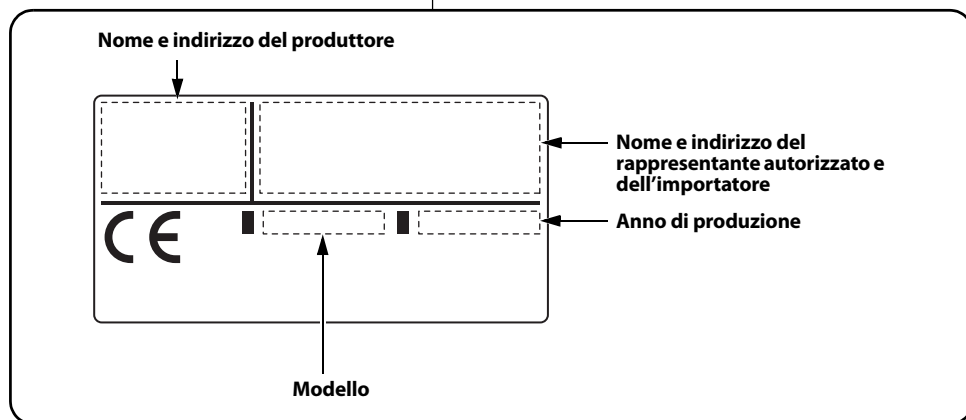 Nome e indirizzo del produttore
Nome e indirizzo del
rappresentante autorizzato e
dell'importatore
Anno di produzione
CE
Modello